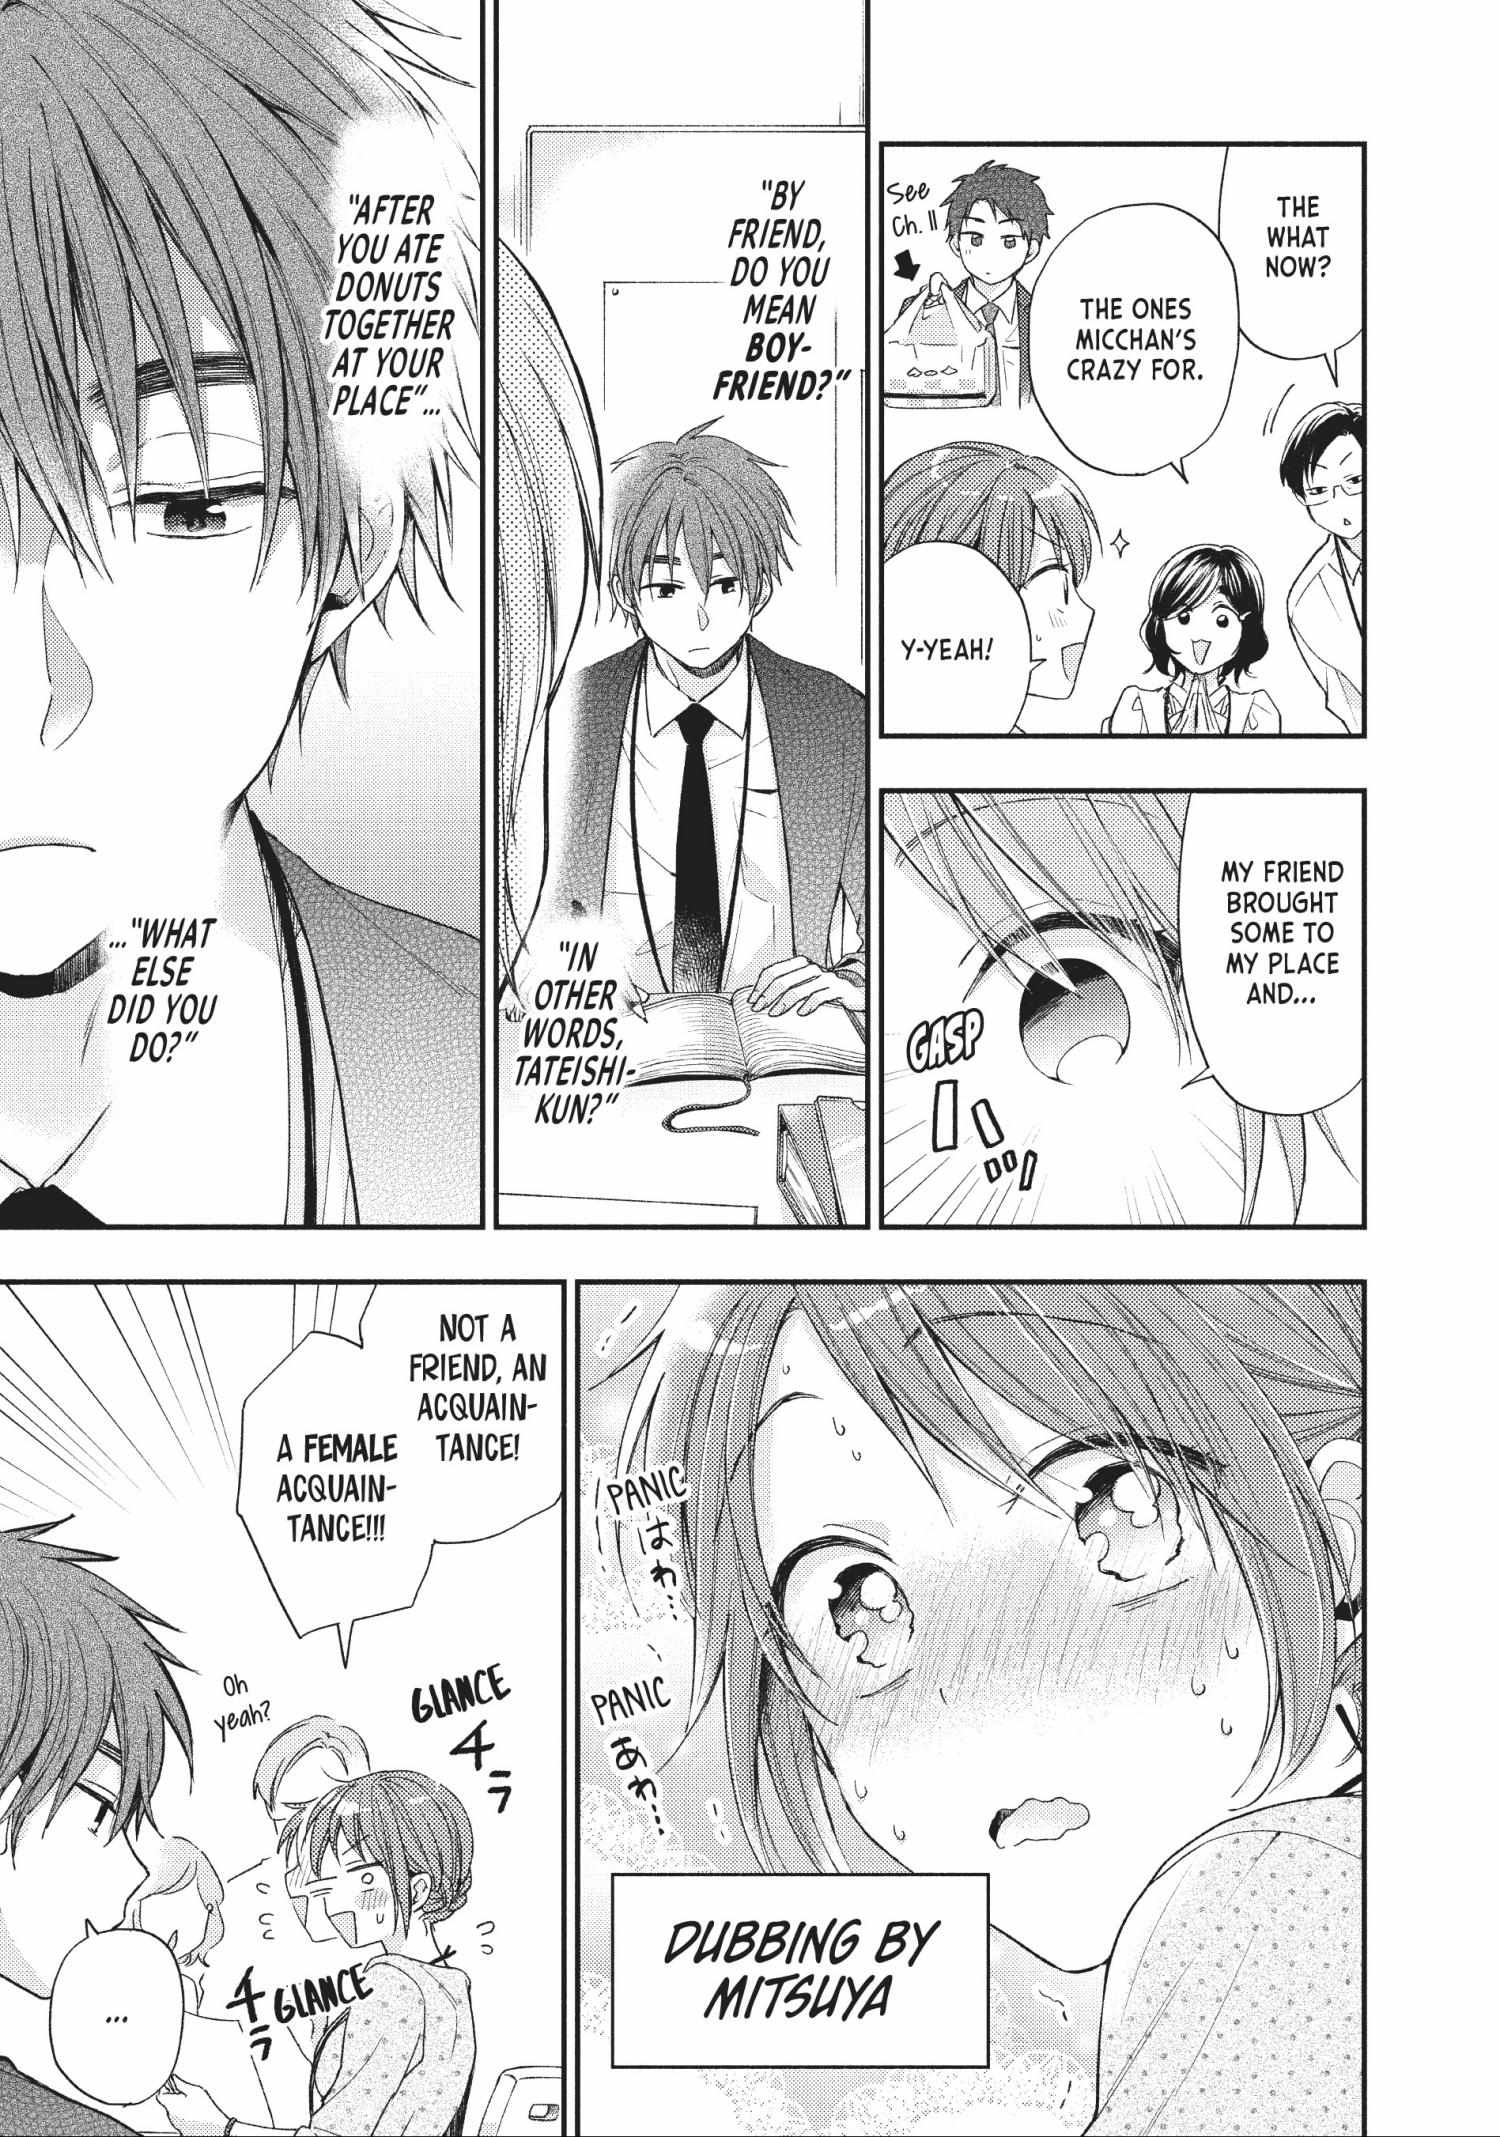 THE
WHAT
NOW?
See
Ch. 11
THE ONES
MICCHAN'S
CRAZY FOR.
Y-YEAH!
MY FRIEND
BROUGHT
SOME TO
MY PLACE
AND...
GASP
"BY
FRIEND,
DO YOU
MEAN
BOY-
FRIEND?"
"IN
OTHER
WORDS,
TATEISHI-
KUN?"
"AFTER
YOU ATE
DONUTS
TOGETHER
AT YOUR
PLACE"...
..."WHAT
ELSE
DID YOU
DO?"
PANIC
はわ…
PANIC
あわ…
DUBBING BY
MITSUYA
NOT A
FRIEND, AN
ACQUAIN-
TANCE!
A FEMALE
ACQUAIN-
TANCE!!!
Oh
yeah?
GLANCE
チラ
GLANCE
チラ
...